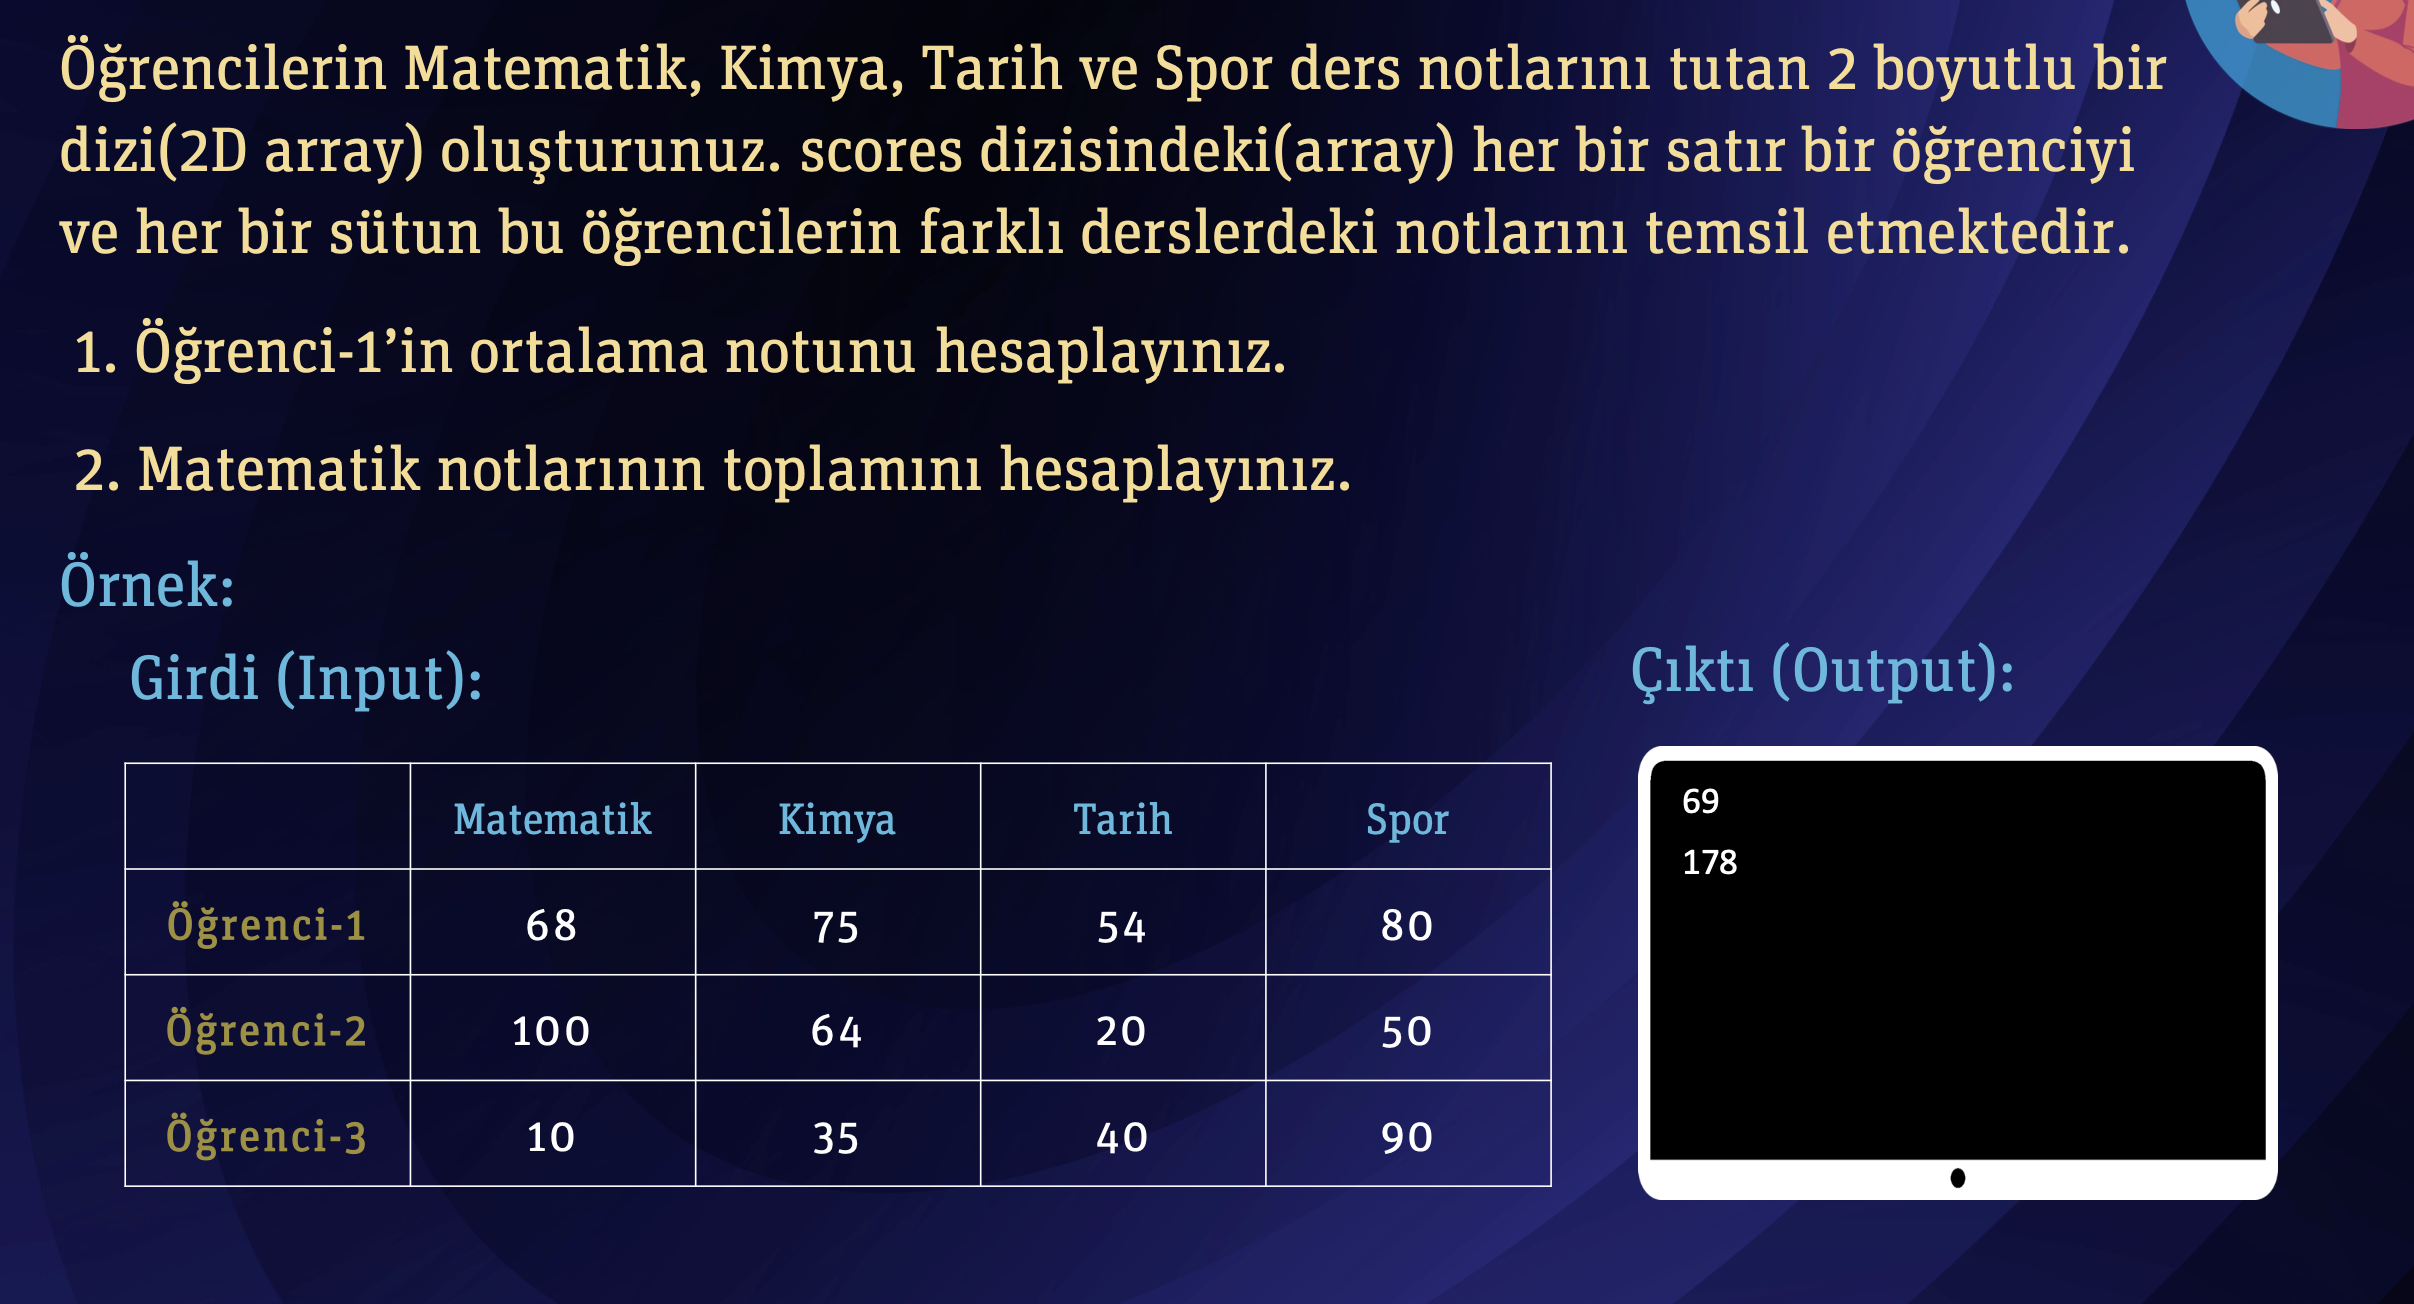 Öğrencilerin Matematik, Kimya, Tarih ve Spor ders notlarını tutan 2 boyutlu bir
dizi(2D array) oluşturunuz. scores dizisindeki(array) her bir satır bir öğrenciyi
ve her bir sütun bu öğrencilerin farklı derslerdeki notlarını temsil etmektedir.
1. Öğrenci-1’in ortalama notunu hesaplayınız.
2. Matematik notlarının toplamını hesaplayınız.
Örnek:
Girdi (Input):
Matematik Kimya Tarih Spor
Öğrenci-1 68 75 54 80
Öğrenci-2 100 64 20 50
Öğrenci-3 10 35 40 90
Çıktı (Output):
69
178